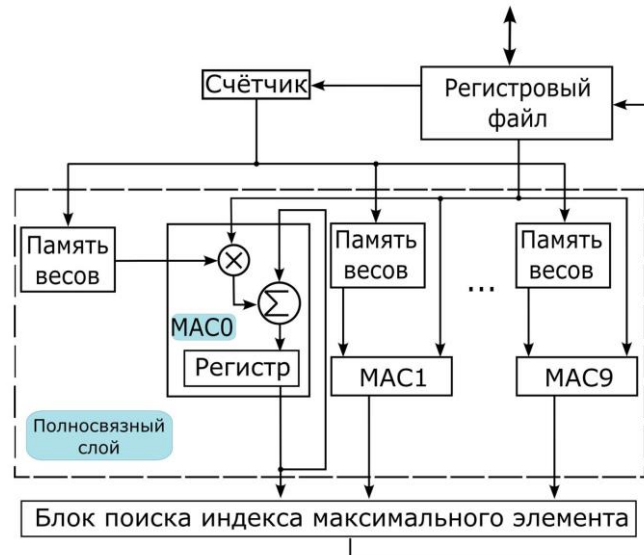 Счётчик
Регистровый
файл
Память
весов
MAC0
Регистр
Память
весов
MAC1
...
Память
весов
MAC9
Полносвязный
слой
Блок поиска индекса максимального элемента